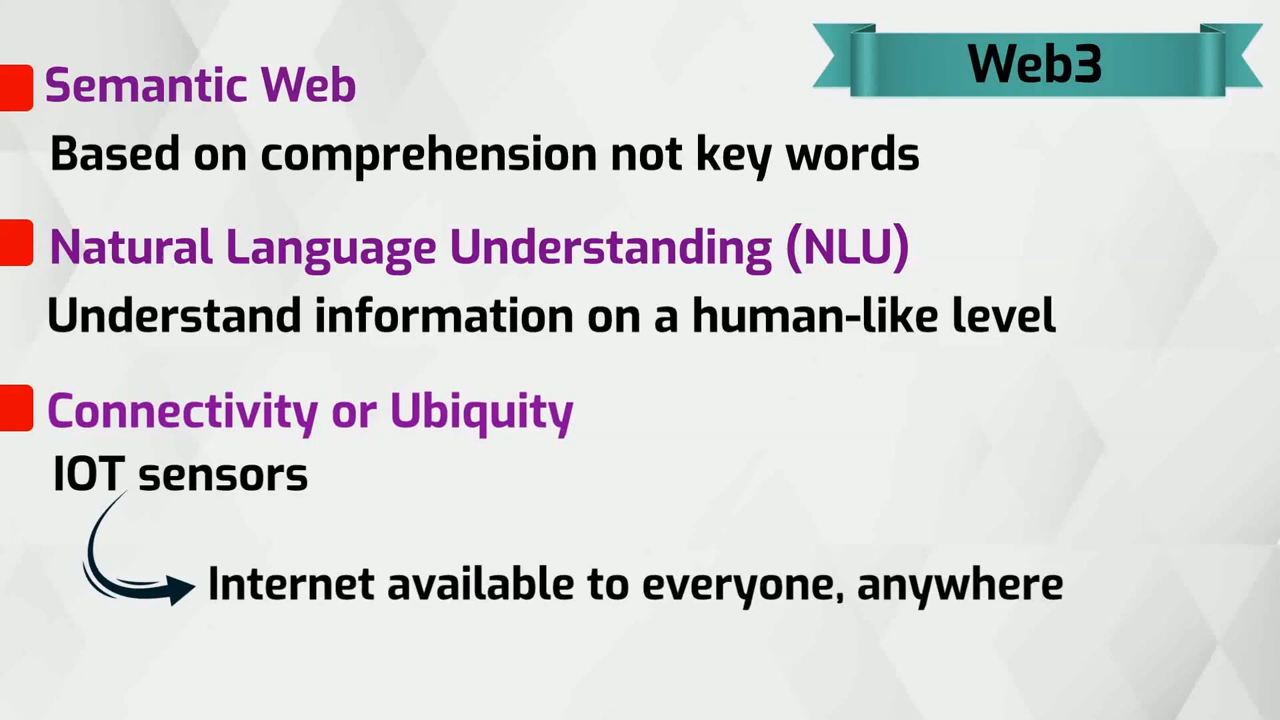 Web3
Semantic Web
Based on comprehension not key words
Natural Language Understanding (NLU)
Understand information on a human-like level
Connectivity or Ubiquity
IOT sensors
Internet available to everyone, anywhere